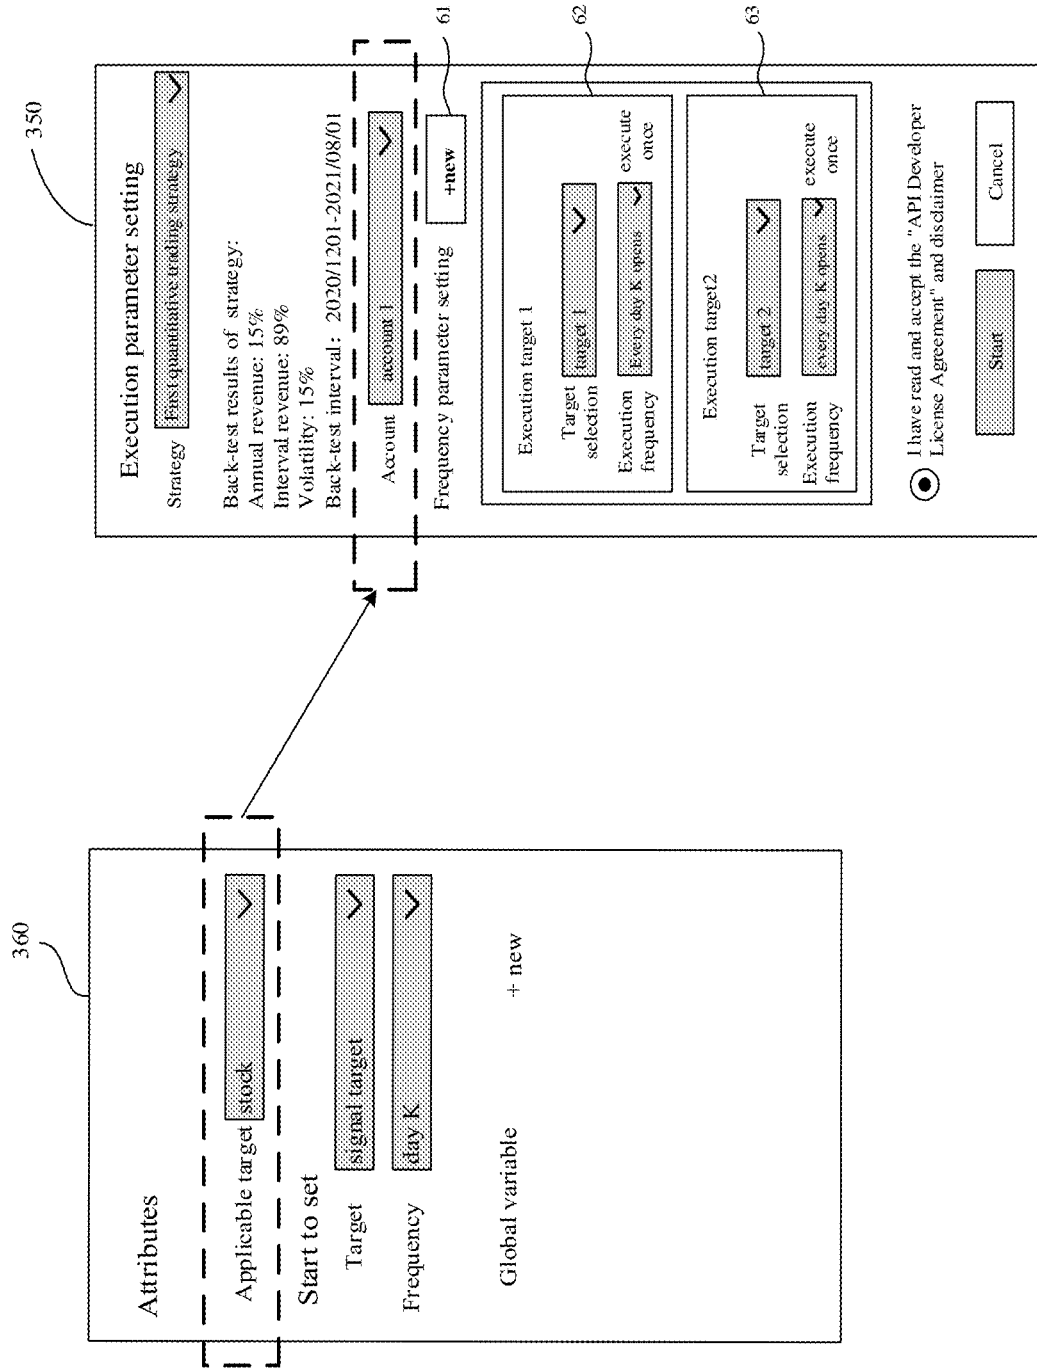 360
Attributes
Applicable target stock
Start to set
Target signal target
Frequency day K
Global variable + new
350
Execution parameter setting
Strategy First quantitative trading strategy
Back-test results of strategy:
Annual revenue: 15%
Interval revenue: 89%
Volatility: 15%
Back-test interval: 2020/1201-2021/08/01
Account account 1
Frequency parameter setting +new
61
Execution target 1
62
Target
selection
target 1
Execution
frequency
Every day K opens
execute
once
Execution target2
63
Target
selection
target 2
Execution
frequency
every day K opens
execute
once
I have read and accept the "API Developer
License Agreement" and disclaimer
Start Cancel